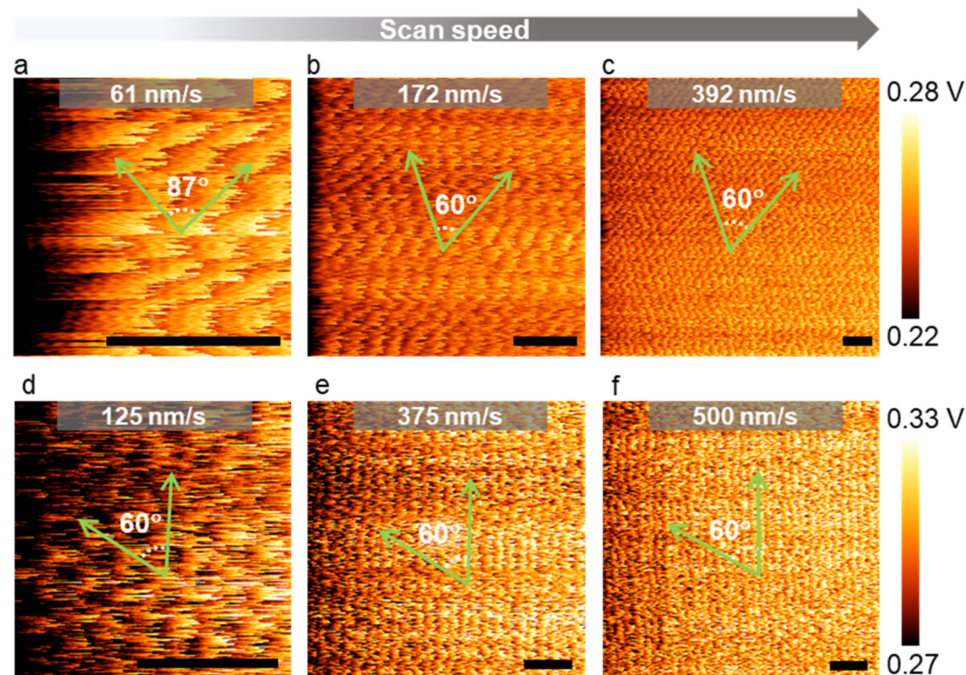 Scan speed
a
61 nm/s
b
172 nm/s
c
392 nm/s
0.28 V
87°
60°
60°
0.22
d
125 nm/s
e
375 nm/s
f
500 nm/s
0.33 V
60°
60°
60°
0.27